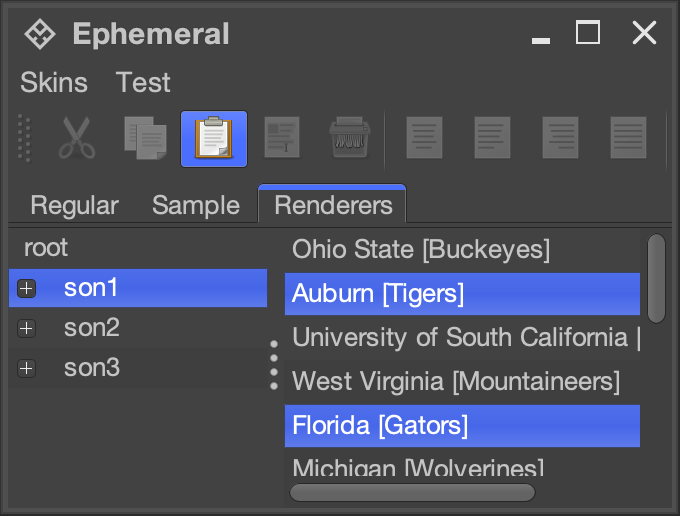 Ephemeral
Skins Test
Regular Sample Renderers
root
son1
son2
son3
Ohio State [Buckeyes]
Auburn [Tigers]
University of South California [
West Virginia [Mountaineers]
Florida [Gators]
Michigan [Wolverines]